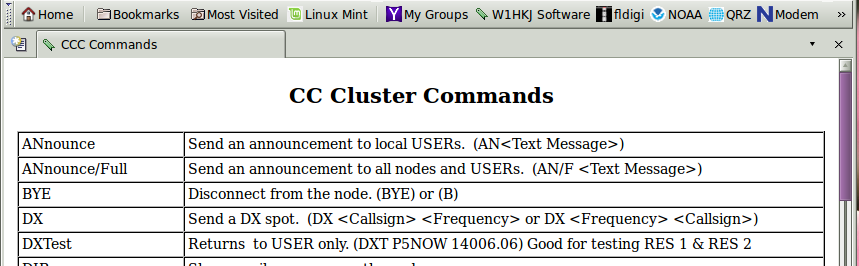 Home Bookmarks Most Visited Linux Mint My Groups W1HKJ Software fldigi NOAA QRZ Modem »
CCC Commands
CC Cluster Commands
ANnounce Send an announcement to local USERs. (AN<Text Message>)
ANnounce/Full Send an announcement to all nodes and USERs. (AN/F <Text Message>)
BYE Disconnect from the node. (BYE) or (B)
DX Send a DX spot. (DX <Callsign> <Frequency> or DX <Frequency> <Callsign>)
DXTest Returns to USER only. (DXT P5NOW 14006.06) Good for testing RES 1 & RES 2